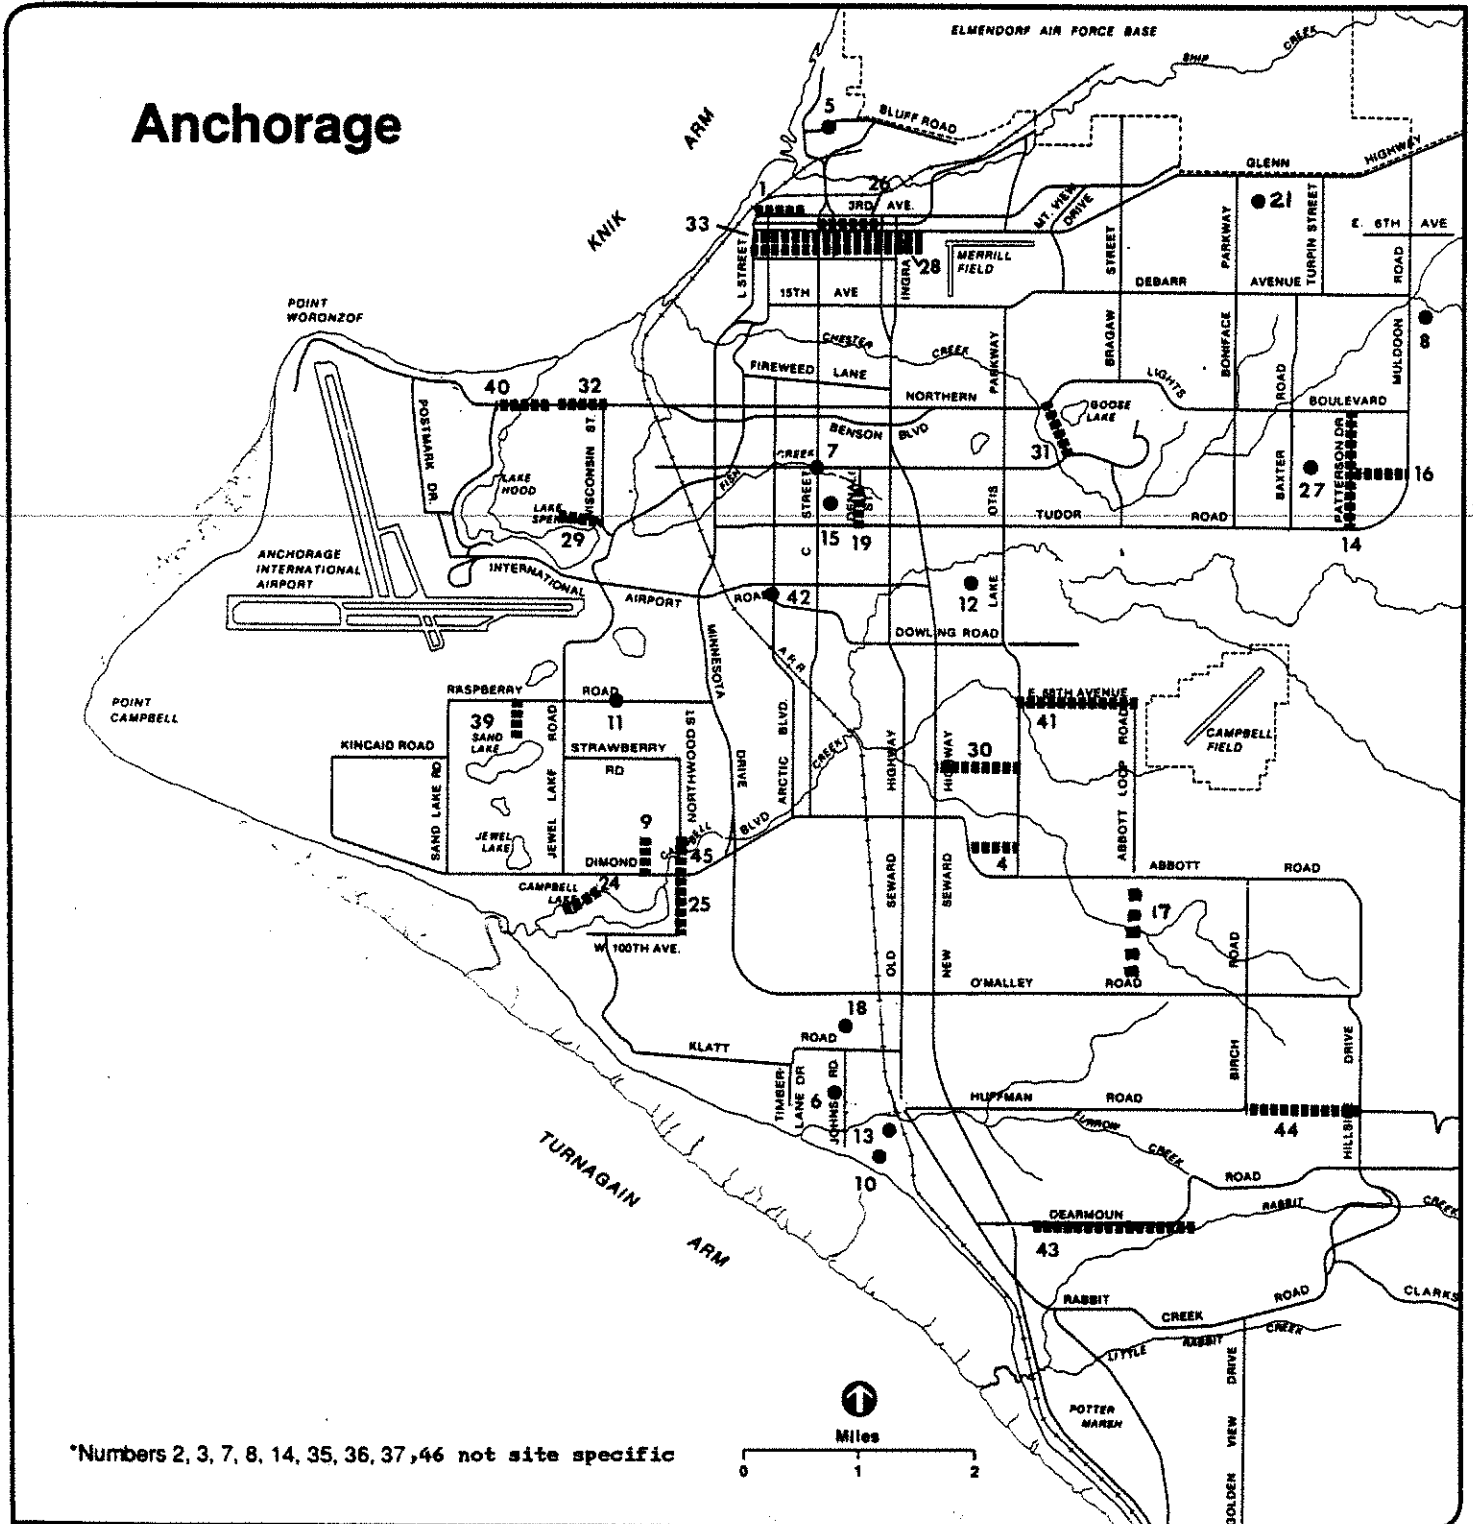 Anchorage
ELMENDORF AIR FORCE BASE
SHIP CREEK
KNIK ARM
5
BLUFF ROAD
GLENN HIGHWAY
1
26
3RD AVE.
MT. VIEW DRIVE
21
33
L STREET
28
INGRA
MERRILL FIELD
BRAGAW STREET
BONIFACE PARKWAY
TURPIN STREET
E. 6TH AVE
MULDOON ROAD
DEBARR AVENUE
15TH AVE
8
POINT WORONZOF
CHESTER CREEK
FIREWEED LANE
PARKWAY
40
32
NORTHERN LIGHTS BOULEVARD
GOOSE LAKE
BENSON BLVD
POSTMARK DR.
WISCONSIN ST.
LAKE HOOD
LAKE SPEN
29
FISH CREEK
7
C STREET
15
DENALI ST.
19
31
OTIS
LAKE
BAXTER ROAD
27
PATTERSON DR
16
14
TUDOR ROAD
ANCHORAGE INTERNATIONAL AIRPORT
INTERNATIONAL AIRPORT ROAD
42
12
DOWLING ROAD
MINNESOTA DRIVE
ARR
POINT CAMPBELL
RASPBERRY ROAD
11
39
SAND LAKE
E. 68TH AVENUE
41
CAMPBELL FIELD
KINCAID ROAD
STRAWBERRY RD
NORTHWOOD ST
ARCTIC BLVD.
CREEK
30
SAND LAKE RD
JEWEL LAKE ROAD
JEWEL LAKE
9
45
DIMOND BLVD
CAMPBELL
4
ABBOTT LOOP ROAD
ABBOTT ROAD
CAMPBELL LAKE
24
25
17
W. 100TH AVE.
OLD SEWARD HIGHWAY
NEW SEWARD HIGHWAY
O'MALLEY ROAD
BIRCH ROAD
18
KLATT ROAD
TIMBER-
LANE DR
6
JOHNS RD
HUFFMAN ROAD
HILLSIDE DRIVE
13
10
FURROW CREEK
44
TURNAGAIN ARM
ROAD
RABBIT CREEK
DEARMOUN
43
RABBIT CREEK ROAD
CLARKS
LITTLE RABBIT CREEK
GOLDEN VIEW DRIVE
POTTER MARSH
Miles
0 1 2
*Numbers 2, 3, 7, 8, 14, 35, 36, 37,46 not site specific